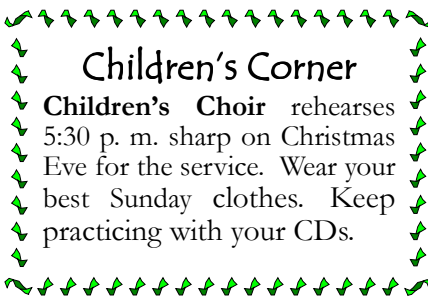 Children's Corner
Children's Choir rehearses
5:30 p. m. sharp on Christmas
Eve for the service.  Wear your
best Sunday clothes.  Keep
practicing with your CDs.